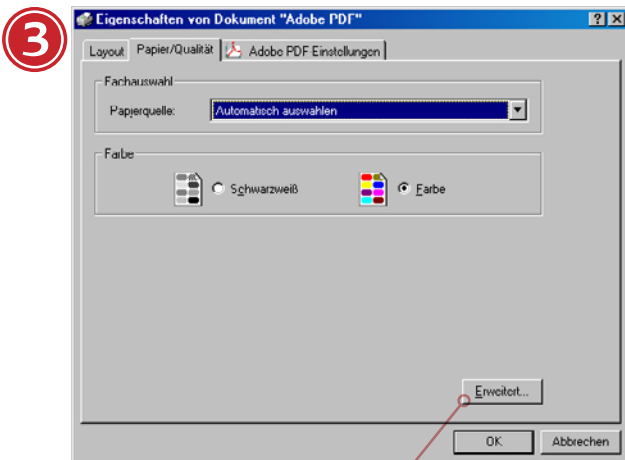 3
Eigenschaften von Dokument "Adobe PDF"
Layout Papier/Qualität Adobe PDF Einstellungen
Fachauswahl
Papierquelle: Automatisch auswählen
Farbe
Schwarzweiß Farbe
Erweitert...
OK Abbrechen